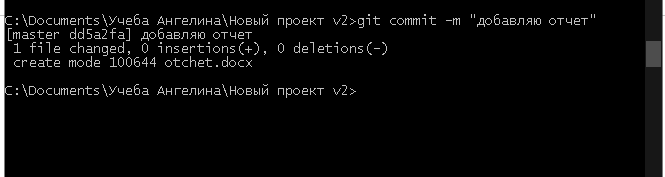 C:\Documents\Учеба Ангелина\Новый проект v2>git commit -m "добавляю отчет"
[master dd5a2fa] добавляю отчет
1 file changed, 0 insertions(+), 0 deletions(-)
create mode 100644 otchet.docx
C:\Documents\Учеба Ангелина\Новый проект v2>